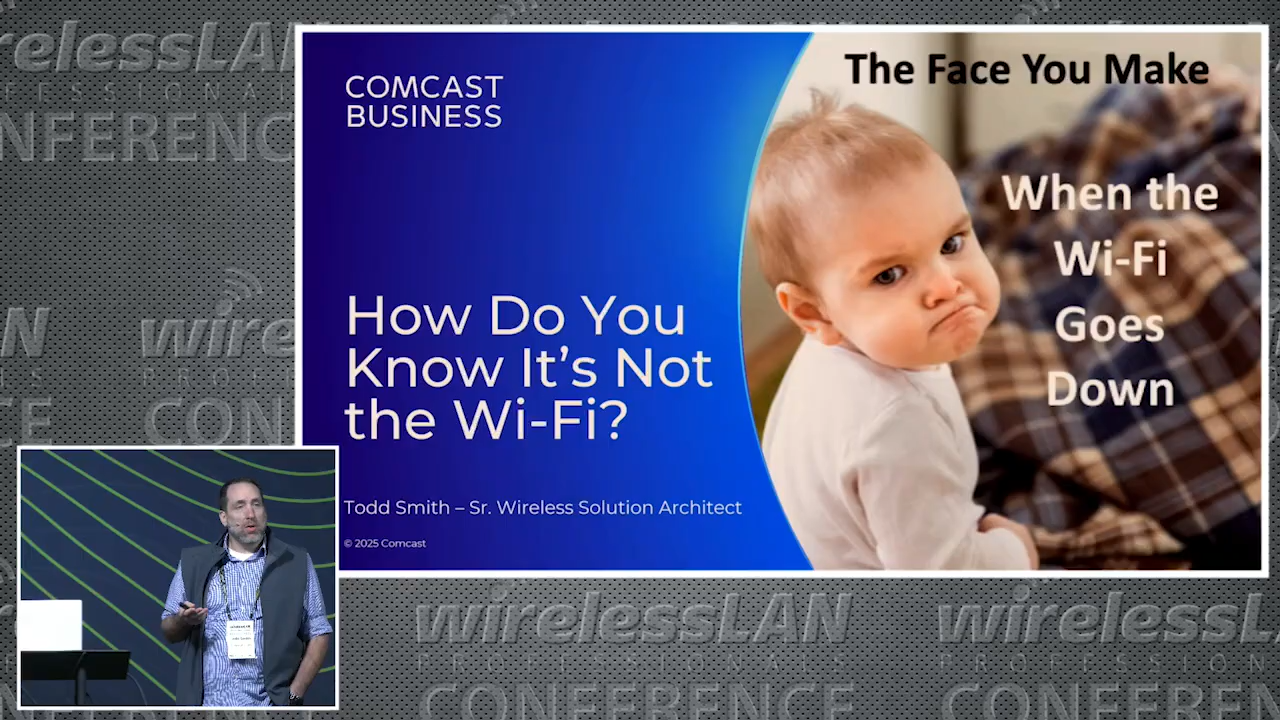 COMCAST
BUSINESS
How Do You
Know It's Not
the Wi-Fi?
Todd Smith – Sr. Wireless Solution Architect
© 2025 Comcast
The Face You Make
When the
Wi-Fi
Goes
Down
wirelessLAN
PROFESSIONALS
CONFERENCE